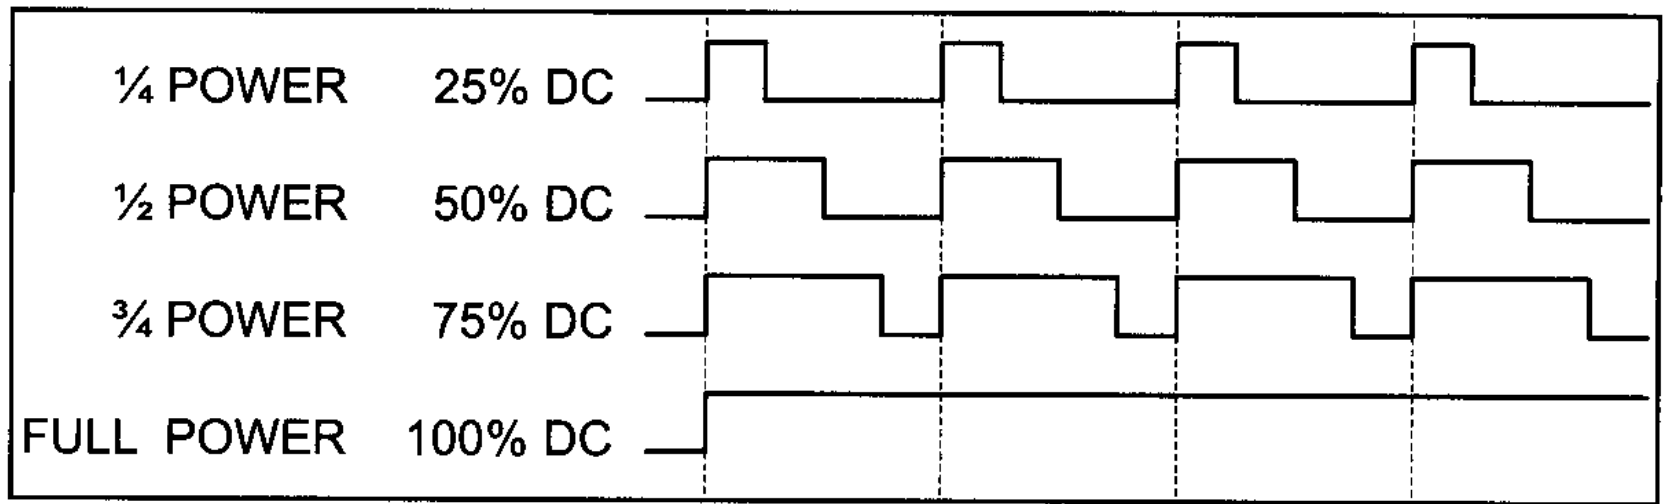 ¼ POWER 25% DC
½ POWER 50% DC
¾ POWER 75% DC
FULL POWER 100% DC